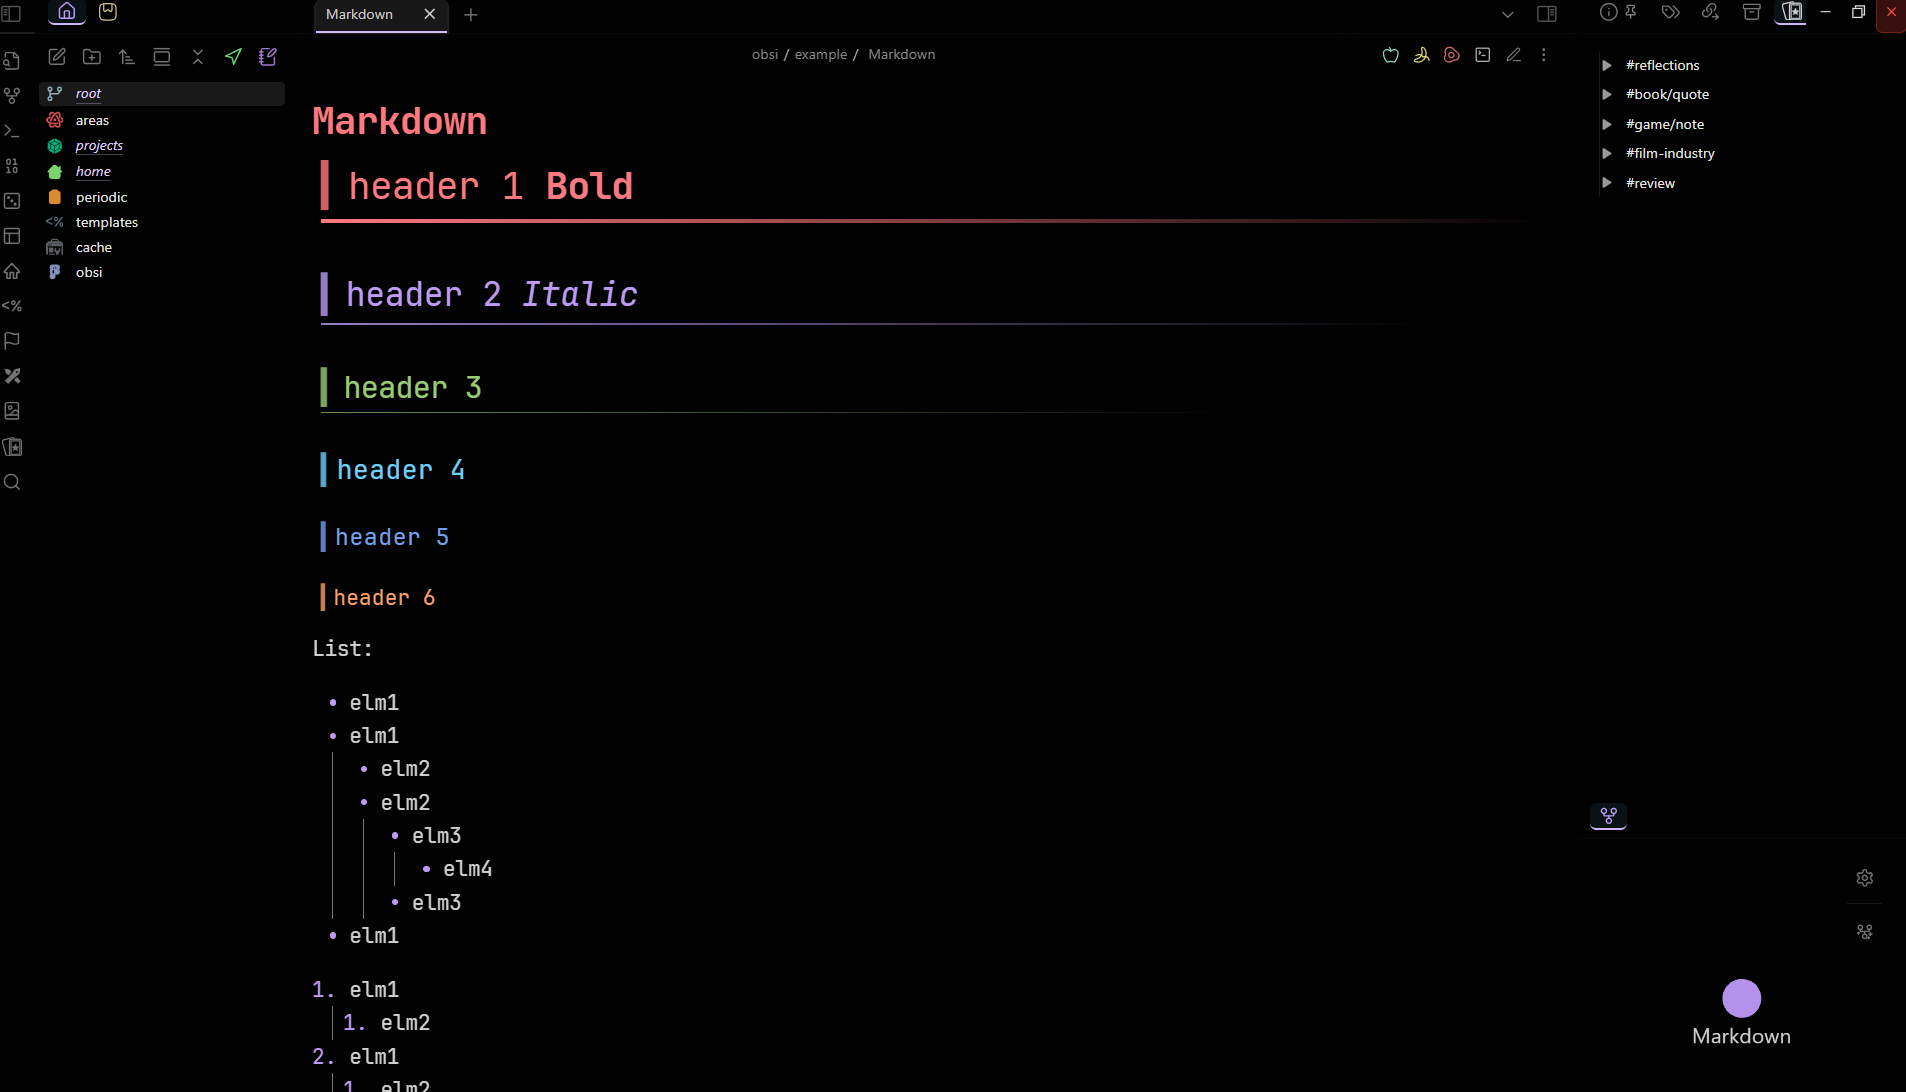 Markdown
obsi / example / Markdown
root
areas
projects
home
periodic
templates
cache
obsi
Markdown
header 1 Bold
header 2 Italic
header 3
header 4
header 5
header 6
List:
• elm1
• elm1
• elm2
• elm2
• elm3
• elm4
• elm3
• elm1
1. elm1
1. elm2
2. elm1
1. elm2
#reflections
#book/quote
#game/note
#film-industry
#review
Markdown